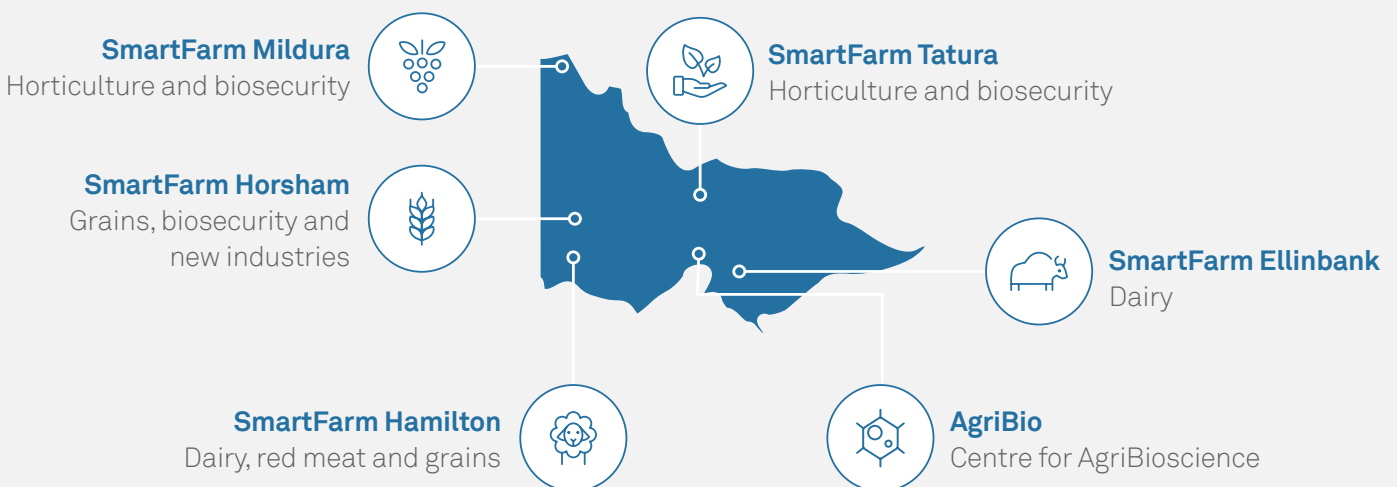 SmartFarm Mildura
Horticulture and biosecurity
SmartFarm Tatura
Horticulture and biosecurity
SmartFarm Horsham
Grains, biosecurity and
new industries
SmartFarm Ellinbank
Dairy
SmartFarm Hamilton
Dairy, red meat and grains
AgriBio
Centre for AgriBioscience